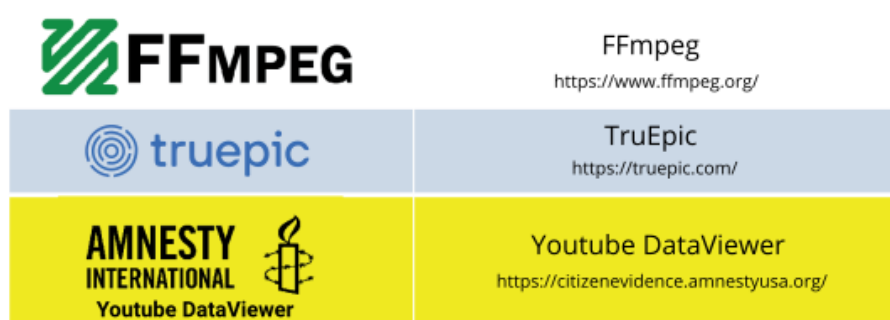 FFMPEG
FFmpeg
https://www.ffmpeg.org/
truepic
TruEpic
https://truepic.com/
AMNESTY
INTERNATIONAL
Youtube DataViewer
Youtube DataViewer
https://citizenevidence.amnestyusa.org/